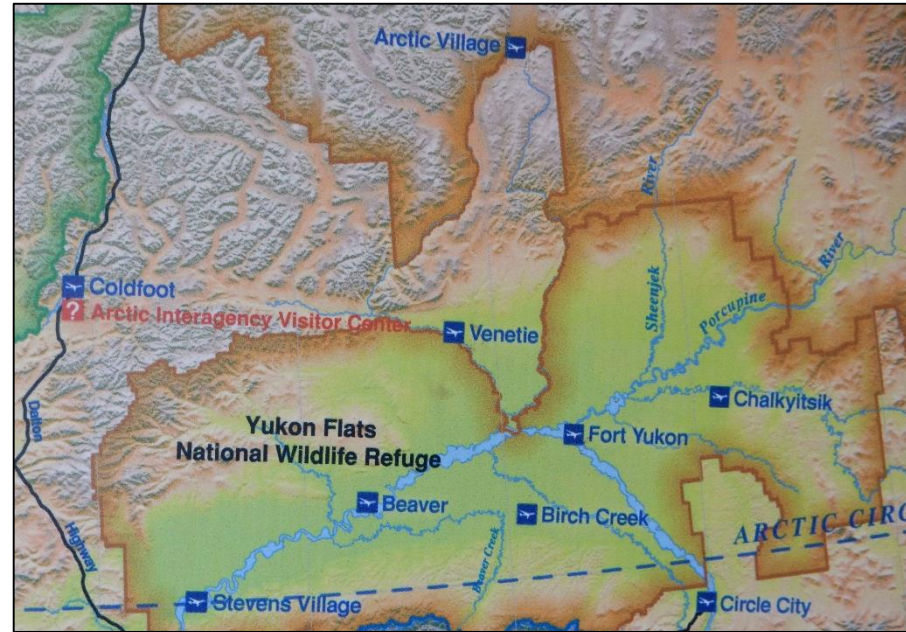 Arctic Village
River
Sheenjek
Porcupine
River
Coldfoot
? Arctic Interagency Visitor Center
Venetie
Dalton
Highway
Yukon Flats
National Wildlife Refuge
Chalkyitsik
Fort Yukon
Beaver
Birch Creek
Beaver Creek
ARCTIC CIRC
Stevens Village
Circle City